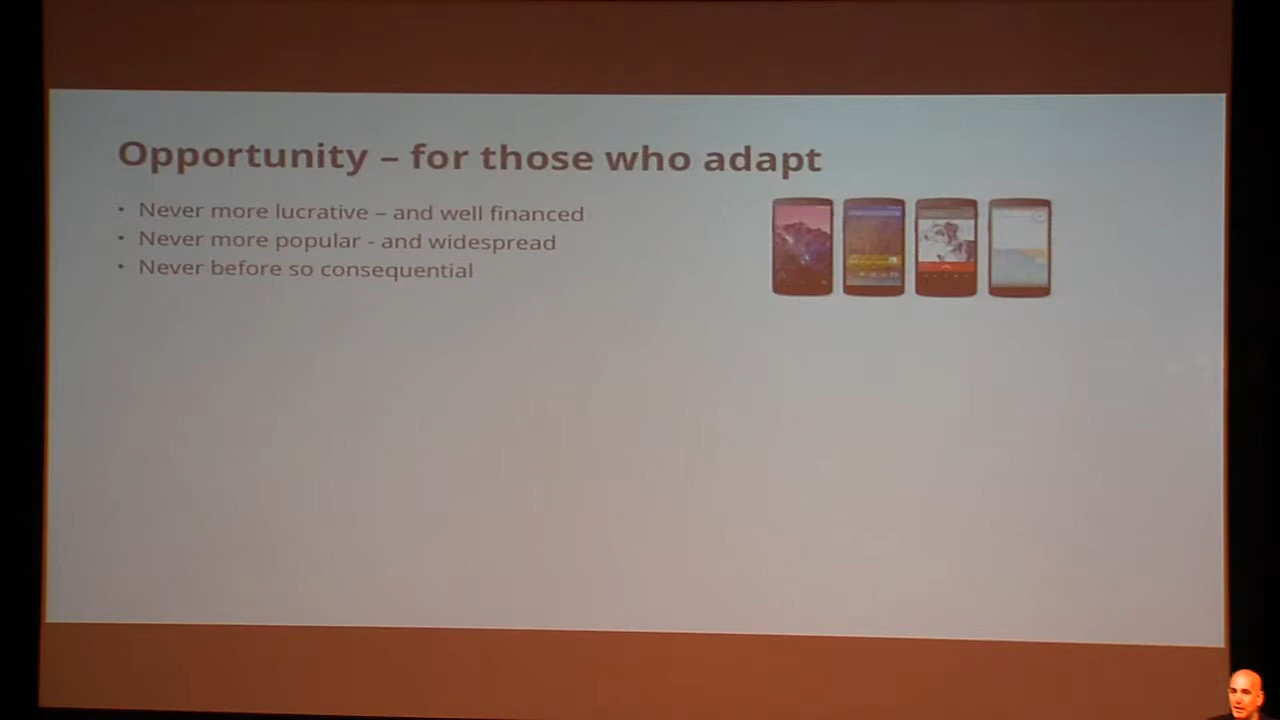 Opportunity – for those who adapt
• Never more lucrative – and well financed
• Never more popular - and widespread
• Never before so consequential